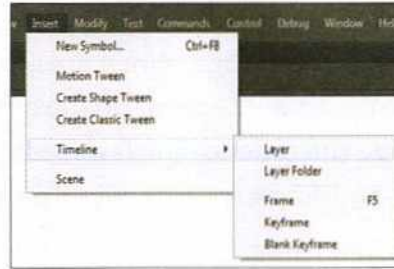 Insert Modify Text Commands Control Debug Window Hel
New Symbol... Ctrl+F8
Motion Tween
Create Shape Tween
Create Classic Tween
Timeline
Scene
Layer
Layer Folder
Frame F5
Keyframe
Blank Keyframe